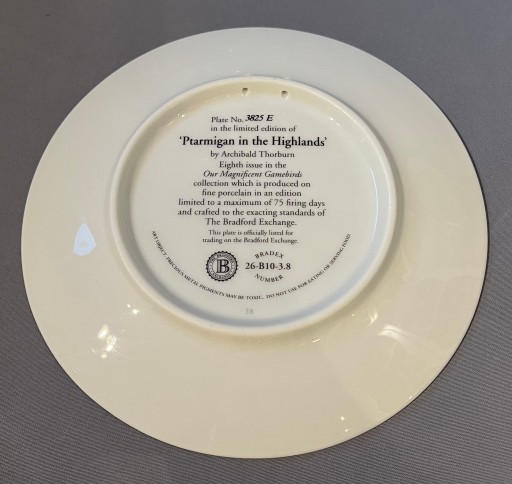 Plate No. 3825 E
in the limited edition of
'Ptarmigan in the Highlands'
by Archibald Thorburn
Eighth issue in the
Our Magnificent Gamebirds
collection which is produced on
fine porcelain in an edition
limited to a maximum of 75 firing days
and crafted to the exacting standards of
The Bradford Exchange.
This plate is officially listed for
trading on the Bradford Exchange.
B
BRADEX
26-B10-3.8
NUMBER
ART OBJECT. PRECIOUS METAL PIGMENTS MAY BE TOXIC. DO NOT USE FOR EATING OR SERVING FOOD.